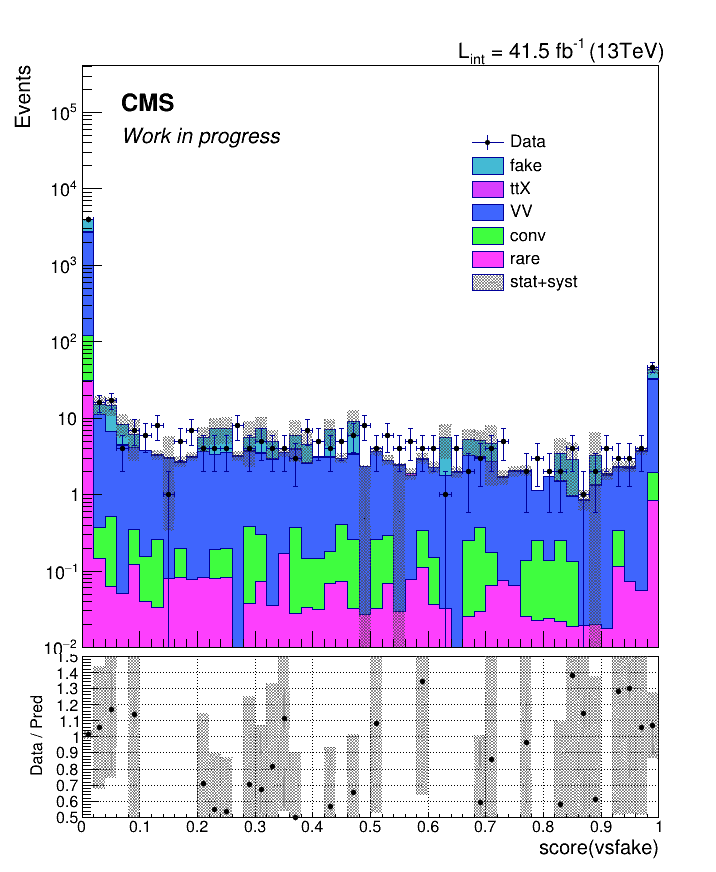 L_int = 41.5 fb^-1 (13TeV)
Events
CMS
Work in progress
Data
fake
ttX
VV
conv
rare
stat+syst
10^5
10^4
10^3
10^2
10
1
10^-1
10^-2
Data / Pred
1.5
1.4
1.3
1.2
1.1
1
0.9
0.8
0.7
0.6
0.5
0 0.1 0.2 0.3 0.4 0.5 0.6 0.7 0.8 0.9 1
score(vsfake)